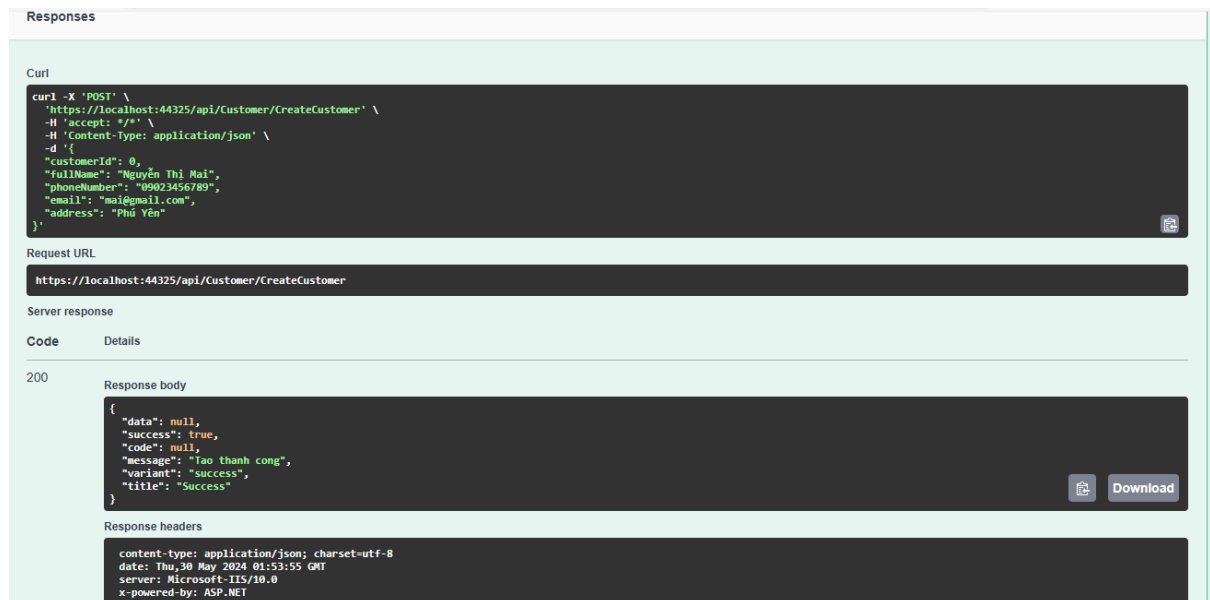 Responses
Curl
curl -X 'POST' \
'https://localhost:44325/api/Customer/CreateCustomer' \
-H 'accept: */*' \
-H 'Content-Type: application/json' \
-d '{
"customerId": 0,
"fullName": "Nguyễn Thị Mai",
"phoneNumber": "09023456789",
"email": "mai@gmail.com",
"address": "Phú Yên"
}'
Request URL
https://localhost:44325/api/Customer/CreateCustomer
Server response
Code Details
200
Response body
{
"data": null,
"success": true,
"code": null,
"message": "Tao thanh cong",
"variant": "success",
"title": "Success"
}
Download
Response headers
content-type: application/json; charset=utf-8
date: Thu,30 May 2024 01:53:55 GMT
server: Microsoft-IIS/10.0
x-powered-by: ASP.NET